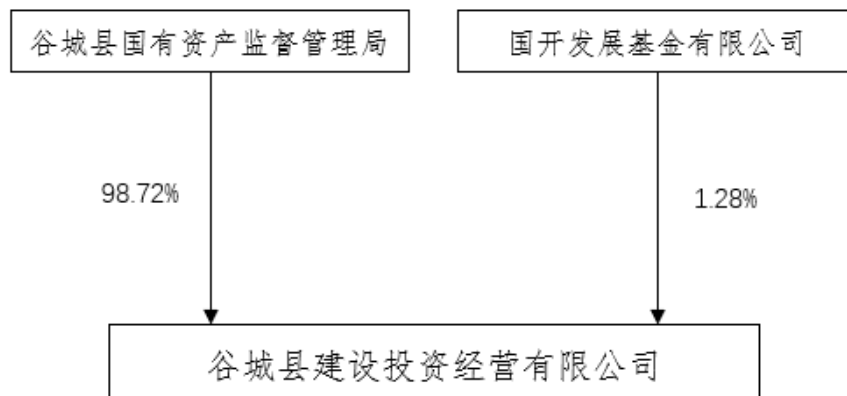 谷城县国有资产监督管理局
国开发展基金有限公司
98.72%
1.28%
谷城县建设投资经营有限公司